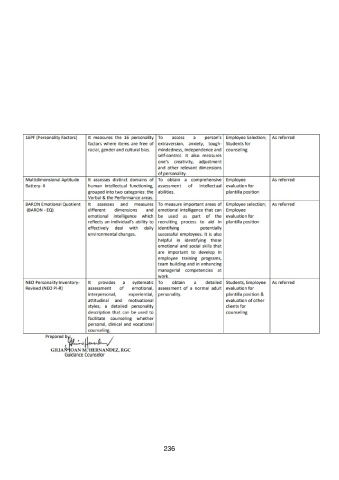 16PF (Personality Factors) It measures the 16 personality To assess a person's Employee Selection; As referred
factors where items are free of extraversion, anxiety, tough- Students for
racial, gender and cultural bias. mindedness, independence and counseling
self-control. It also measures
one's creativity, adjustment
and other relevant dimensions
of personality.
Multidimensional Aptitude It assesses distinct domains of To obtain a comprehensive Employee As referred
Battery- II human intellectual functioning, assessment of intellectual evaluation for
grouped into two categories: the abilities. plantilla position
Verbal & the Performance areas.
BARON Emotional Quotient It assesses and measures To measure important areas of Employee selection; As referred
(BARON - EQ) different dimensions and emotional intelligence that can Employee
emotional intelligence which be used as part of the evaluation for
reflects an individual's ability to recruiting process to aid in plantilla position
effectively deal with daily identifying potentially
environmental changes. successful employees. It is also
helpful in identifying those
emotional and social skills that
are important to develop in
employee training programs,
team building and in enhancing
managerial competencies at
work.
NEO Personality Inventory- It provides a systematic To obtain a detailed Students, Employee As referred
Revised (NEO PI-R) assessment of emotional, assessment of a normal adult evaluation for
interpersonal, experiential, personality. plantilla position &
attitudinal and motivational evaluation of other
styles; a detailed personality clients for
description that can be used to counseling
facilitate counseling whether
personal, clinical and vocational
counseling.
Prepared by:
GILIAN JOAN M. HERNANDEZ, RGC
Guidance Counselor
236